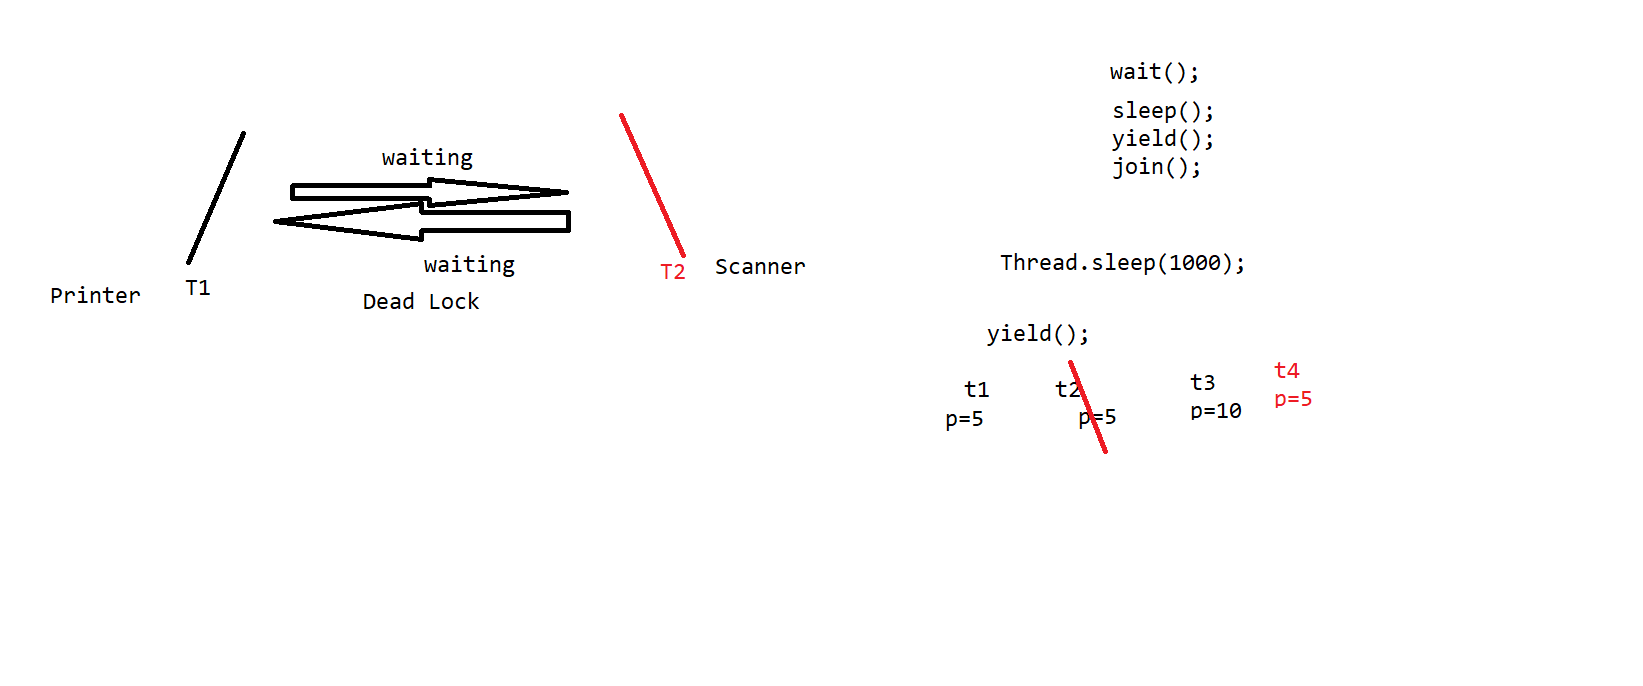 waiting
waiting
Dead Lock
Printer
T1
T2
Scanner
wait();
sleep();
yield();
join();
Thread.sleep(1000);
yield();
t1
p=5
t2
p=5
t3
p=10
t4
p=5